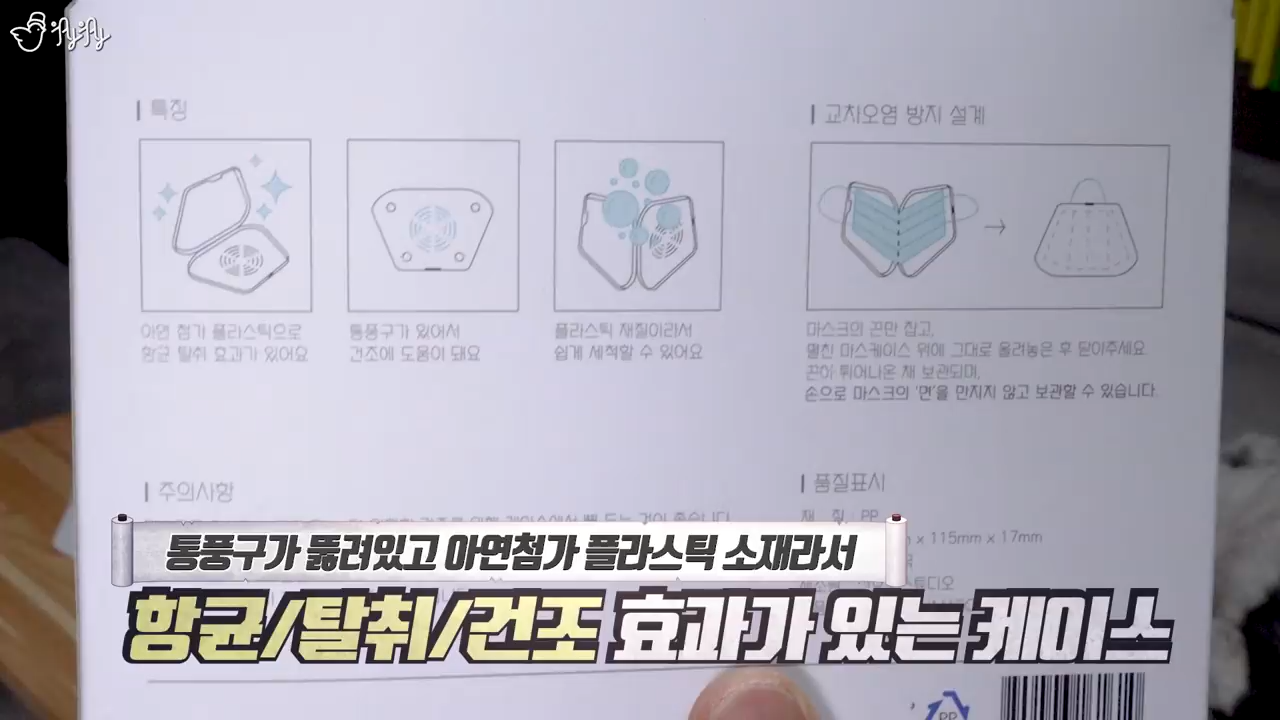 특징
아연 첨가 플라스틱으로
항균 탈취 효과가 있어요
통풍구가 있어서
건조에 도움이 돼요
플라스틱 재질이라서
쉽게 세척할 수 있어요
교차오염 방지 설계
마스크의 끈만 잡고,
펼친 마스케이스 위에 그대로 올려놓은 후 닫아주세요.
끈이 튀어나온 채 보관되며,
손으로 마스크의 '면'을 만지지 않고 보관할 수 있습니다.
주의사항
품질표시
재 질 : PP
x 115mm x 17mm
통풍구가 뚫려있고 아연첨가 플라스틱 소재라서
항균/탈취/건조 효과가 있는 케이스
PP